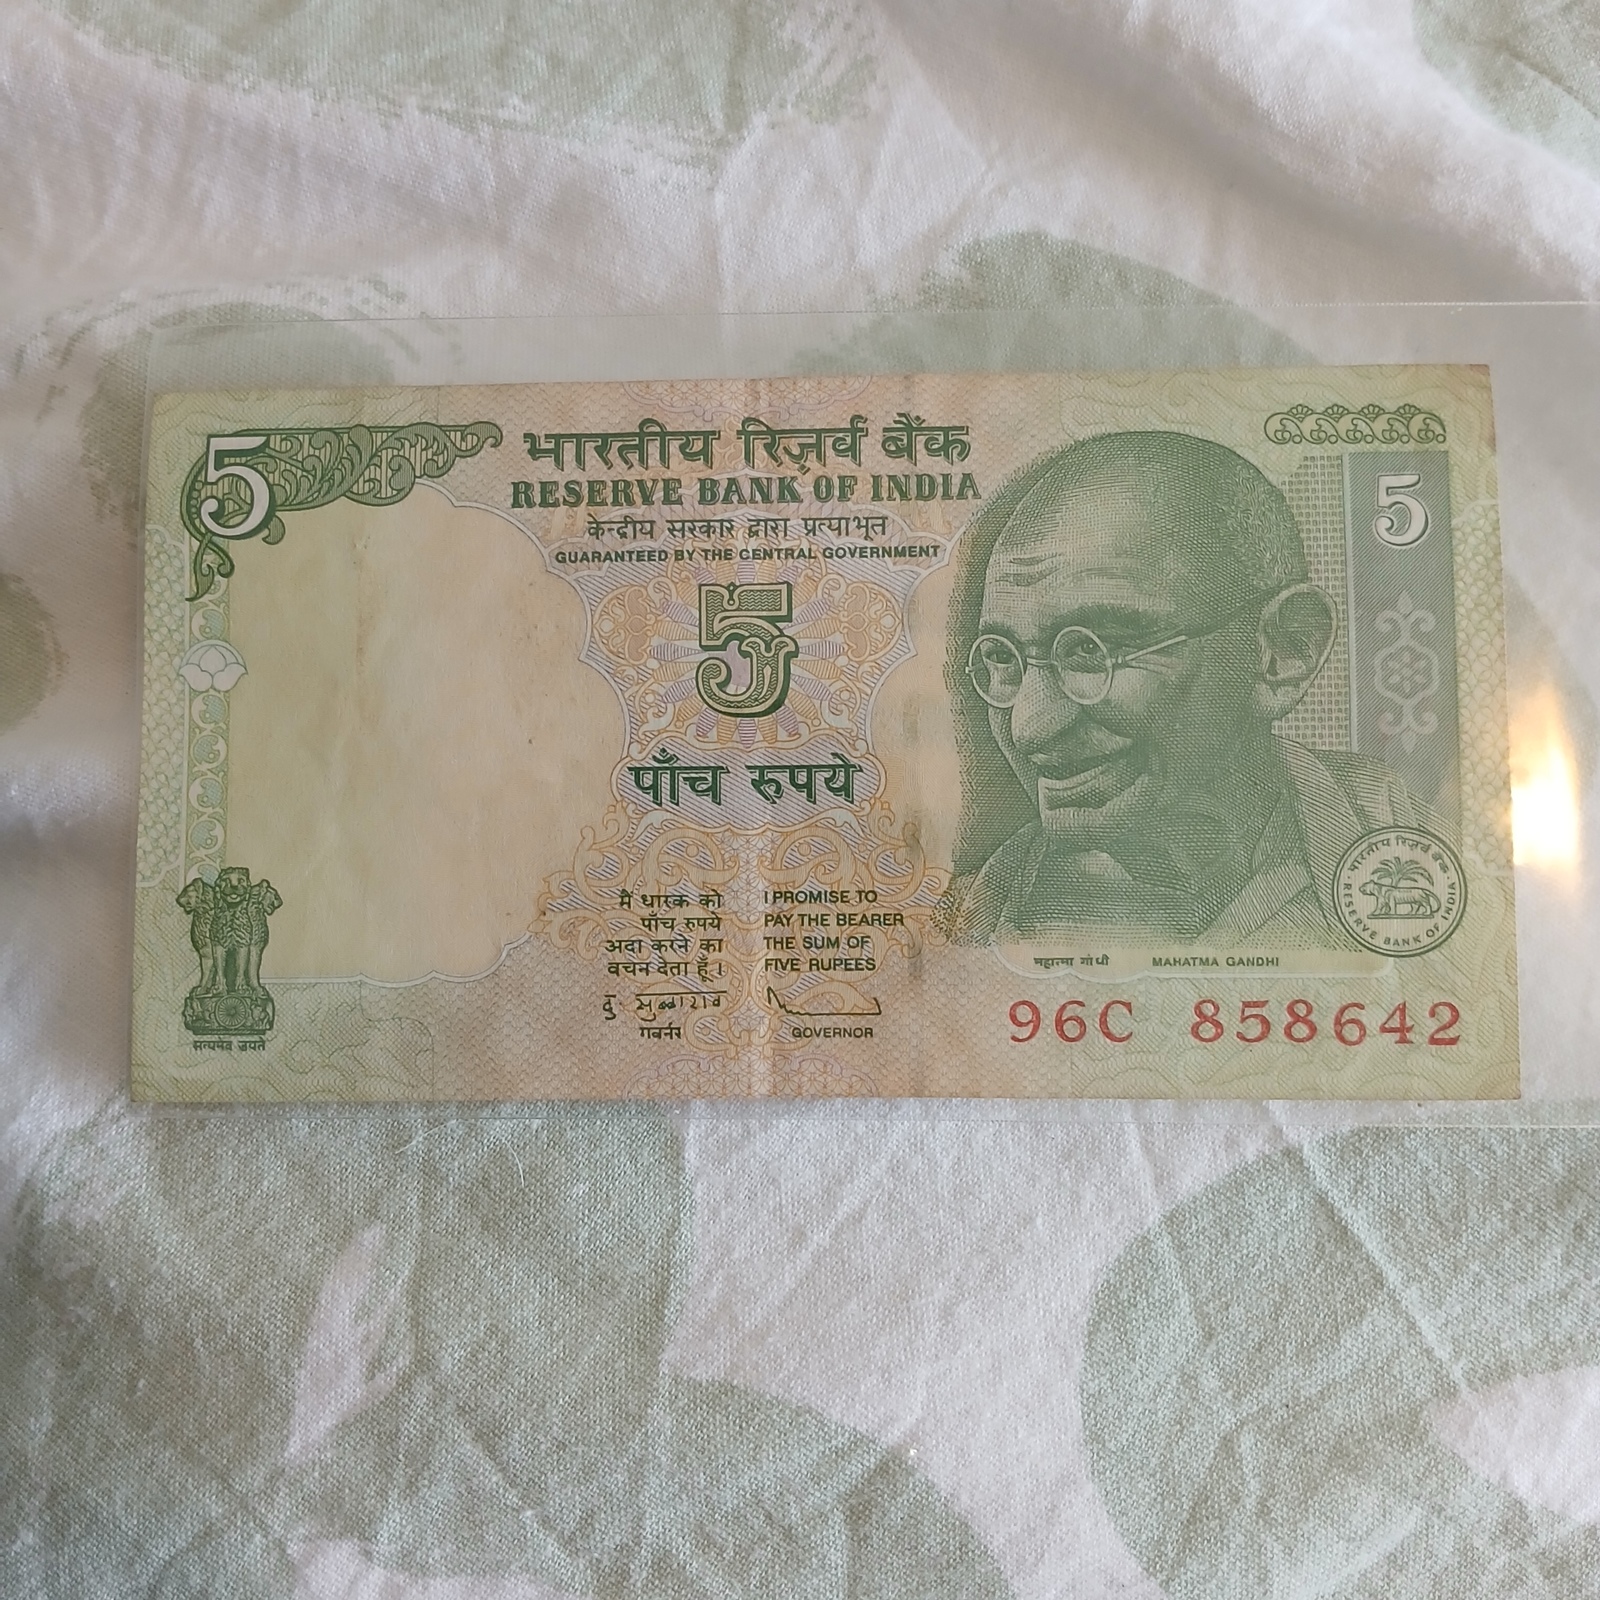 5
भारतीय रिज़र्व बैंक
RESERVE BANK OF INDIA
केन्द्रीय सरकार द्वारा प्रत्याभूत
GUARANTEED BY THE CENTRAL GOVERNMENT
5
5
पाँच रुपये
मैं धारक को
पाँच रुपये
अदा करने का
वचन देता हूँ।
दु. सुब्बाराव
गवर्नर
I PROMISE TO
PAY THE BEARER
THE SUM OF
FIVE RUPEES
GOVERNOR
सत्यमेव जयते
भारतीय रिज़र्व बैंक
RESERVE BANK OF INDIA
महात्मा गांधी MAHATMA GANDHI
96C 858642